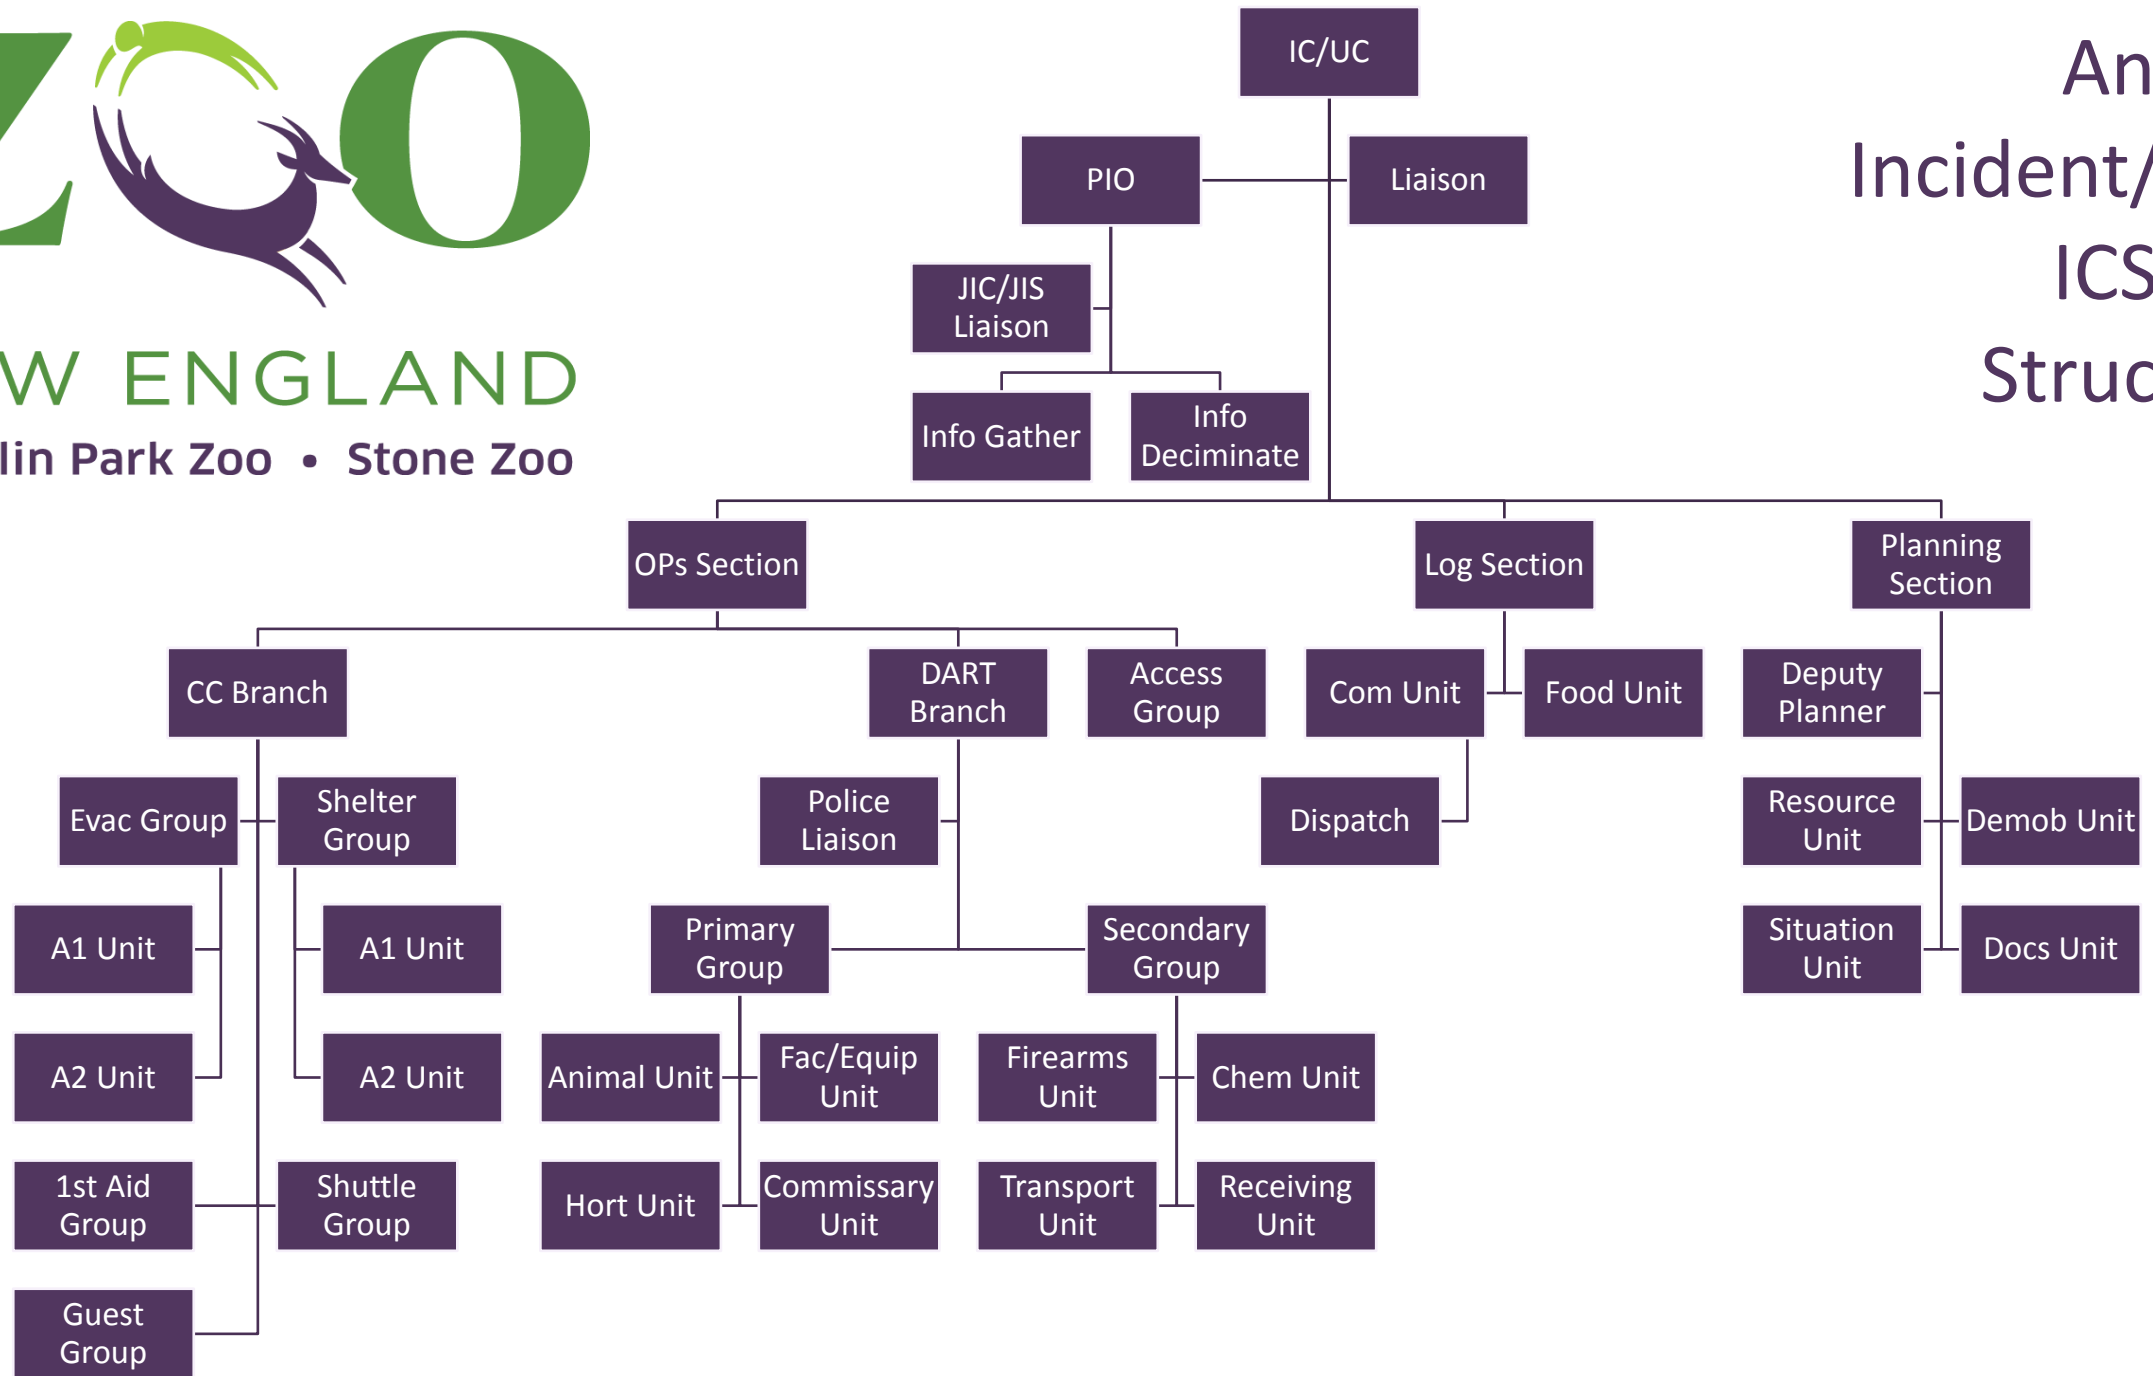 ZOO
W ENGLAND
lin Park Zoo • Stone Zoo
An
Incident/
ICS
Struc
IC/UC
PIO
Liaison
JIC/JIS
Liaison
Info Gather
Info
Deciminate
OPs Section
Log Section
Planning
Section
CC Branch
DART
Branch
Access
Group
Com Unit
Food Unit
Deputy
Planner
Evac Group
Shelter
Group
Police
Liaison
Dispatch
Resource
Unit
Demob Unit
A1 Unit
A1 Unit
Primary
Group
Secondary
Group
Situation
Unit
Docs Unit
A2 Unit
A2 Unit
Animal Unit
Fac/Equip
Unit
Firearms
Unit
Chem Unit
1st Aid
Group
Shuttle
Group
Hort Unit
Commissary
Unit
Transport
Unit
Receiving
Unit
Guest
Group